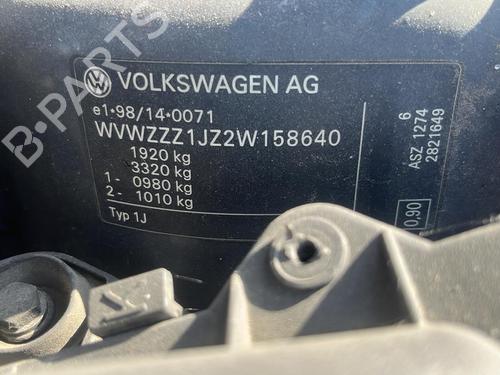 B-PARTS
VOLKSWAGEN AG
e1*98/14*0071
WVWZZZ1JZ2W158640
1920 kg
3320 kg
1 - 0980 kg
2 - 1010 kg
Typ 1J
6
ASZ 1274
2821649
0,90